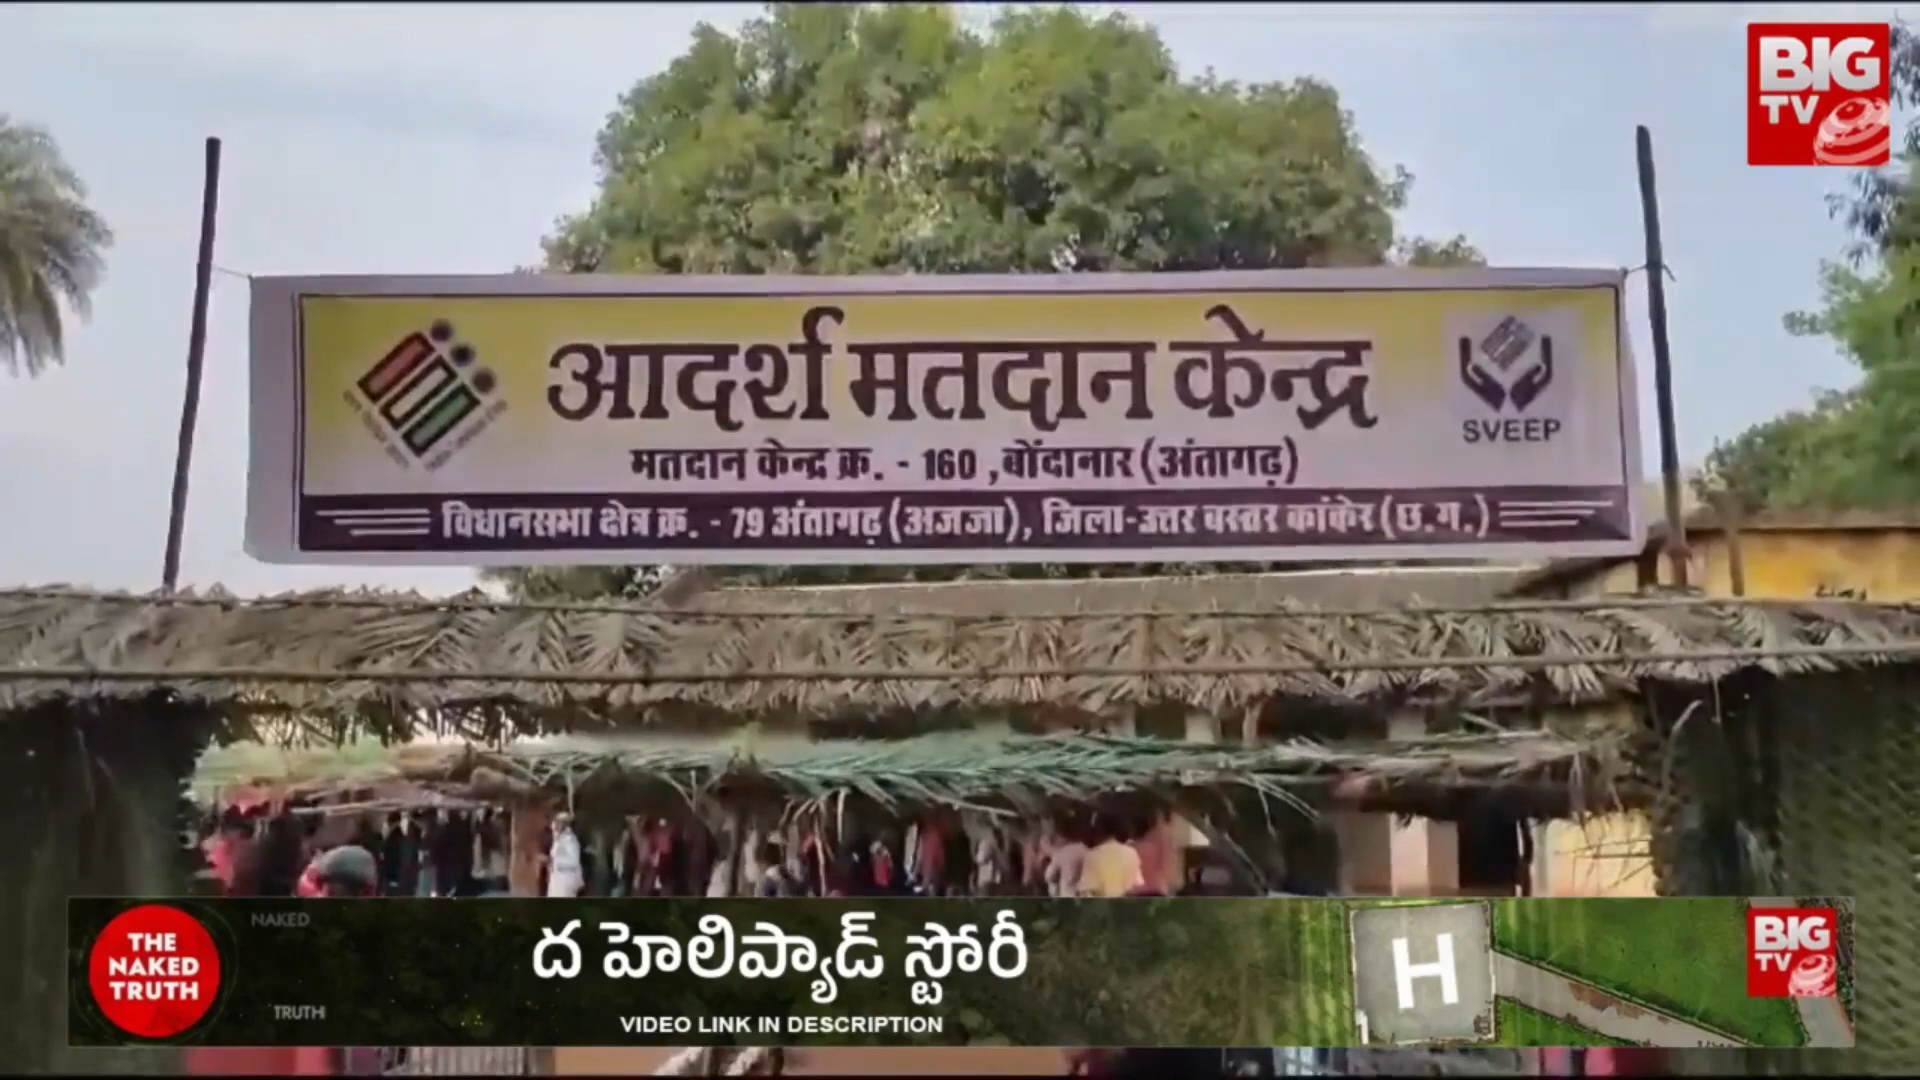 BIG
TV
आदर्श मतदान केन्द्र
SVEEP
मतदान केन्द्र क्र. - 160 ,बोंदानार (अंतागढ़)
विधानसभा क्षेत्र क्र. - 79 अंतागढ़ (अजजा), जिला-उत्तर बस्तर कांकेर (छ.ग.)
THE
NAKED
TRUTH
NAKED
TRUTH
ద హెలిప్యాడ్ స్టోరీ
VIDEO LINK IN DESCRIPTION
H
BIG
TV